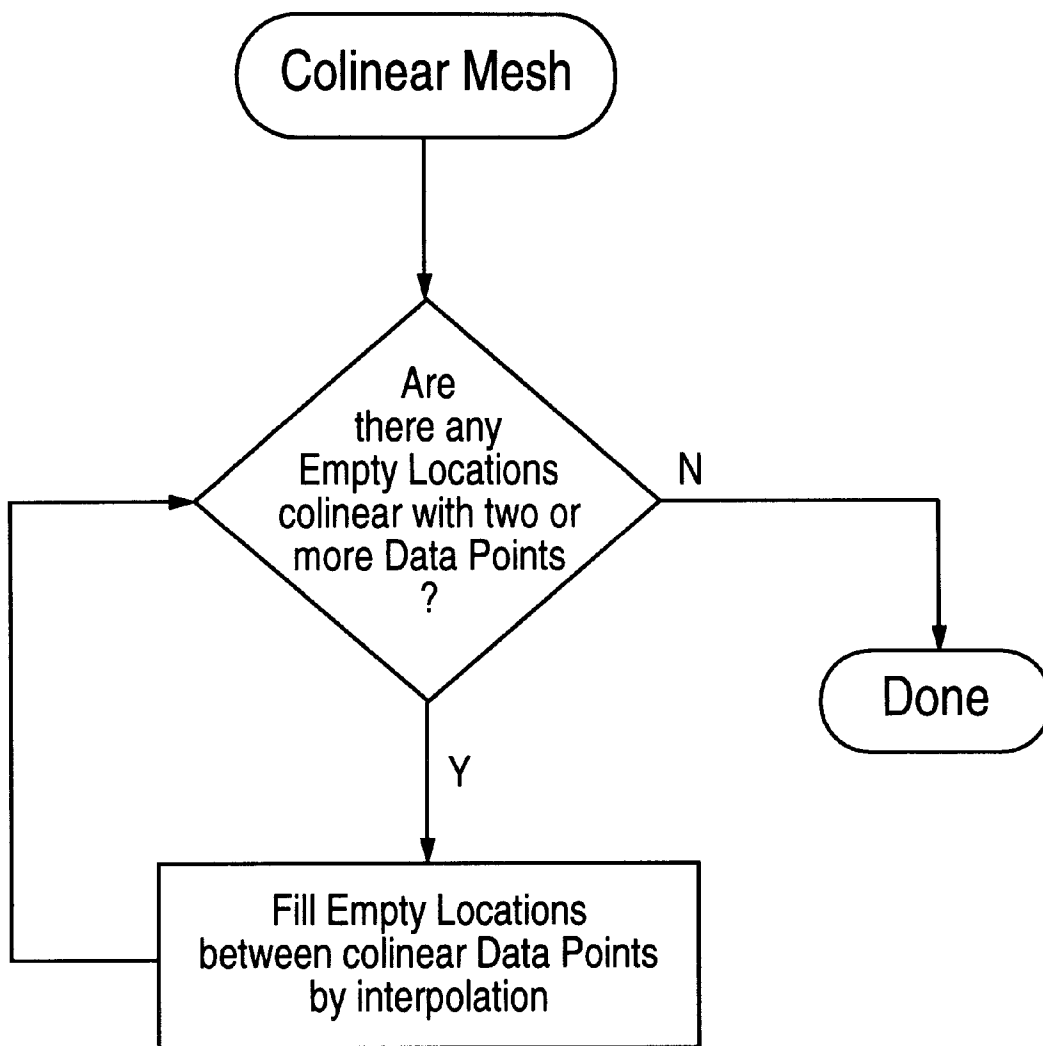 Colinear Mesh
Are
there any
Empty Locations
colinear with two or
more Data Points
?
N
Done
Y
Fill Empty Locations
between colinear Data Points
by interpolation